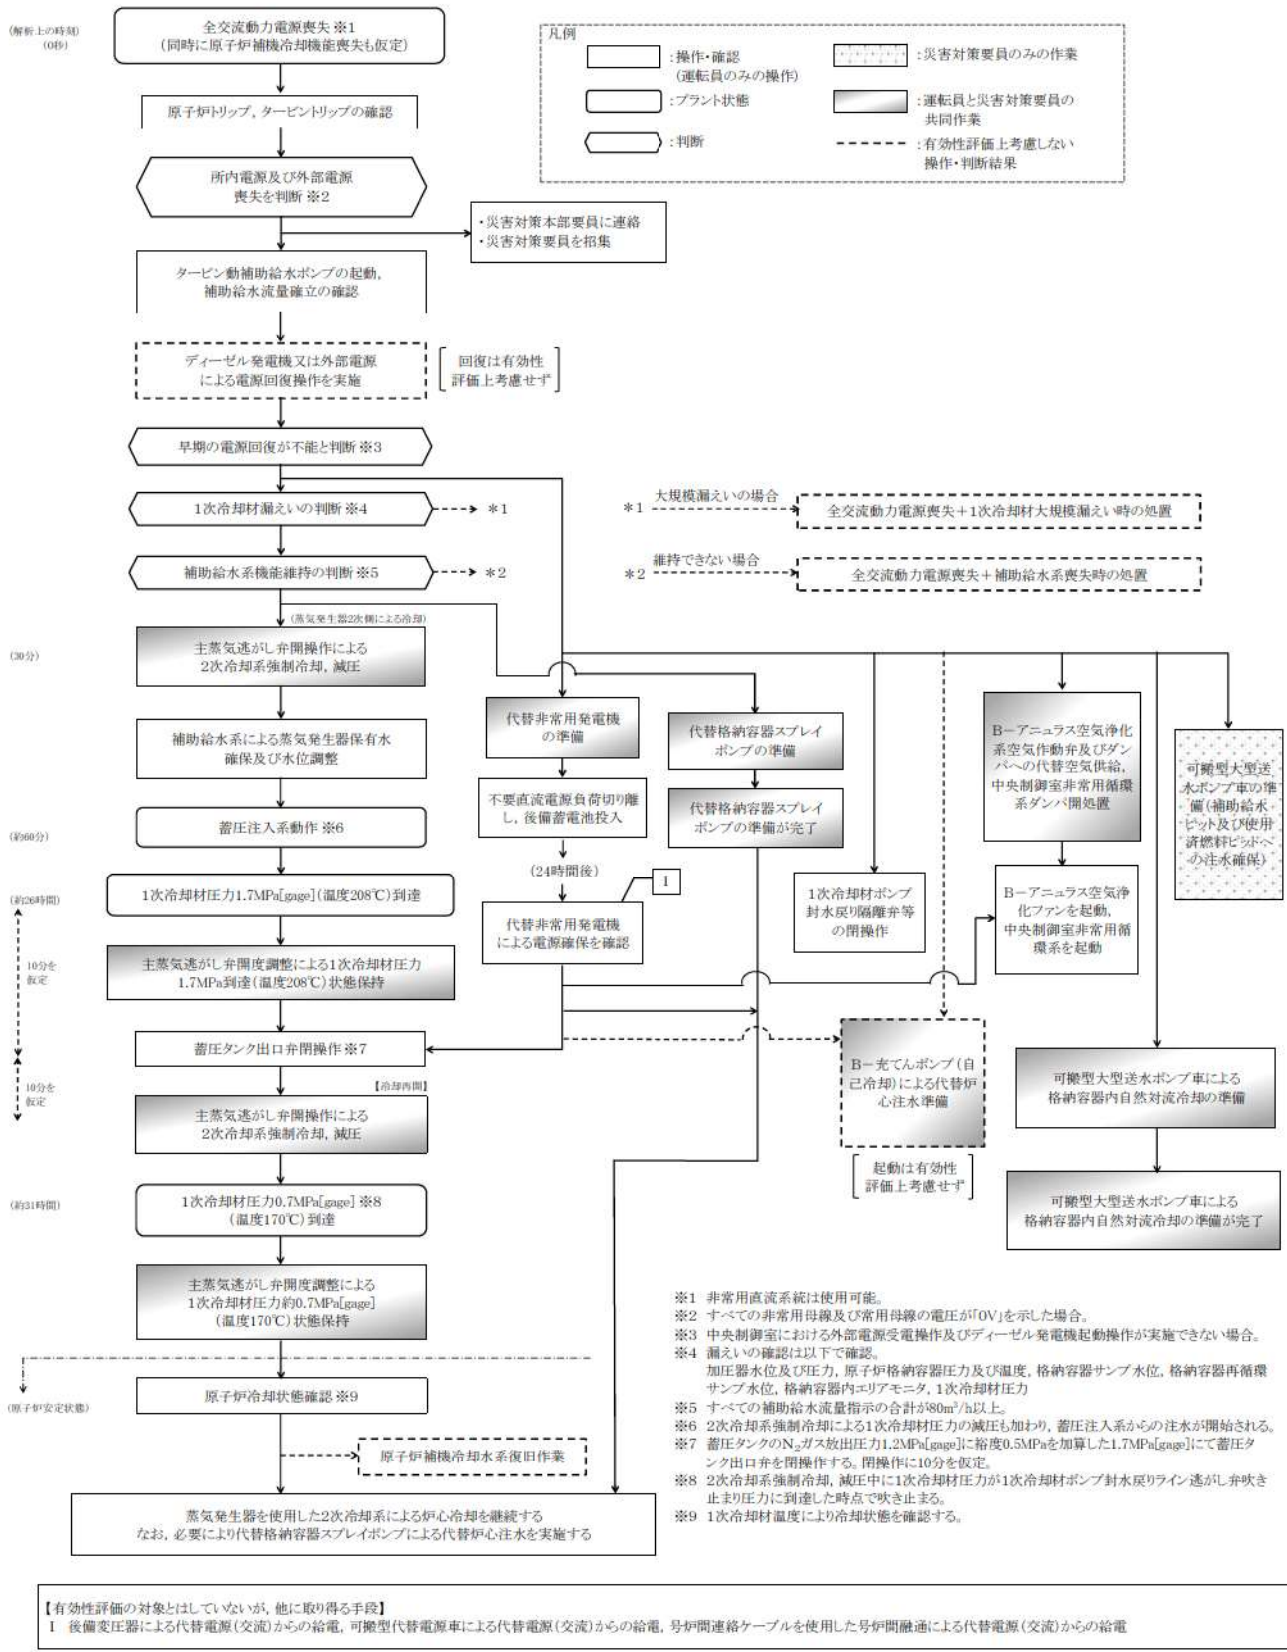 (解析上の時刻)
(0秒)
全交流動力電源喪失※1
(同時に原子炉補機冷却機能喪失も仮定)
凡例
:操作・確認
(運転員のみの操作)
:プラント状態
:判断
:災害対策要員のみの作業
:運転員と災害対策要員の
共同作業
:有効性評価上考慮しない
操作・判断結果
原子炉トリップ，タービントリップの確認
所内電源及び外部電源
喪失を判断※2
・災害対策本部要員に連絡
・災害対策要員を招集
タービン動補助給水ポンプの起動，
補助給水流量確立の確認
ディーゼル発電機又は外部電源
による電源回復操作を実施
回復は有効性
評価上考慮せず
早期の電源回復が不能と判断※3
1次冷却材漏えいの判断※4
＊1
＊1
大規模漏えいの場合
全交流動力電源喪失＋1次冷却材大規模漏えい時の処置
補助給水系機能維持の判断※5
＊2
＊2
維持できない場合
全交流動力電源喪失＋補助給水系喪失時の処置
(蒸気発生器2次側による冷却)
(30分)
主蒸気逃がし弁開操作による
2次冷却系強制冷却，減圧
補助給水系による蒸気発生器保有水
確保及び水位調整
(約60分)
蓄圧注入系動作※6
(約26時間)
1次冷却材圧力1.7MPa[gage](温度208℃)到達
10分を
仮定
主蒸気逃がし弁開度調整による1次冷却材圧力
1.7MPa到達(温度208℃)状態保持
蓄圧タンク出口弁閉操作※7
10分を
仮定
【冷却再開】
主蒸気逃がし弁開操作による
2次冷却系強制冷却，減圧
(約31時間)
1次冷却材圧力0.7MPa[gage]※8
(温度170℃)到達
主蒸気逃がし弁開度調整による
1次冷却材圧力約0.7MPa[gage]
(温度170℃)状態保持
(原子炉安定状態)
原子炉冷却状態確認※9
原子炉補機冷却水系復旧作業
蒸気発生器を使用した2次冷却系による炉心冷却を継続する
なお，必要により代替格納容器スプレイポンプによる代替炉心注水を実施する
代替非常用発電機
の準備
不要直流電源負荷切り離
し，後備蓄電池投入
(24時間後)
I
代替非常用発電機
による電源確保を確認
代替格納容器スプレイ
ポンプの準備
代替格納容器スプレイ
ポンプの準備が完了
1次冷却材ポンプ
封水戻り隔離弁等
の閉操作
B－充てんポンプ(自
己冷却)による代替炉
心注水準備
起動は有効性
評価上考慮せず
B－アニュラス空気浄化
系空気作動弁及びダン
パへの代替空気供給，
中央制御室非常用循環
系ダンパ開処置
B－アニュラス空気浄
化ファンを起動，
中央制御室非常用循
環系を起動
可搬型大型送水ポンプ車による
格納容器内自然対流冷却の準備
可搬型大型送水ポンプ車による
格納容器内自然対流冷却の準備が完了
可搬型大型送
水ポンプ車の準
備(補助給水
ピット及び使用
済燃料ピットへ
の注水確保)
※1 非常用直流系統は使用可能。
※2 すべての非常用母線及び常用母線の電圧が「0V」を示した場合。
※3 中央制御室における外部電源受電操作及びディーゼル発電機起動操作が実施できない場合。
※4 漏えいの確認は以下で確認。
加圧器水位及び圧力，原子炉格納容器圧力及び温度，格納容器サンプ水位，格納容器再循環
サンプ水位，格納容器内エリアモニタ，1次冷却材圧力
※5 すべての補助給水流量指示の合計が80m³/h以上。
※6 2次冷却系強制冷却による1次冷却材圧力の減圧も加わり，蓄圧注入系からの注水が開始される。
※7 蓄圧タンクのN₂ガス放出圧力1.2MPa[gage]に裕度0.5MPaを加算した1.7MPa[gage]にて蓄圧タ
ンク出口弁を閉操作する。閉操作に10分を仮定。
※8 2次冷却系強制冷却，減圧中に1次冷却材圧力が1次冷却材ポンプ封水戻りライン逃がし弁吹き
止まり圧力に到達した時点で吹き止まる。
※9 1次冷却材温度により冷却状態を確認する。
【有効性評価の対象とはしていないが，他に取り得る手段】
I 後備変圧器による代替電源(交流)からの給電，可搬型代替電源車による代替電源(交流)からの給電，号炉間連絡ケーブルを使用した号炉間融通による代替電源(交流)からの給電